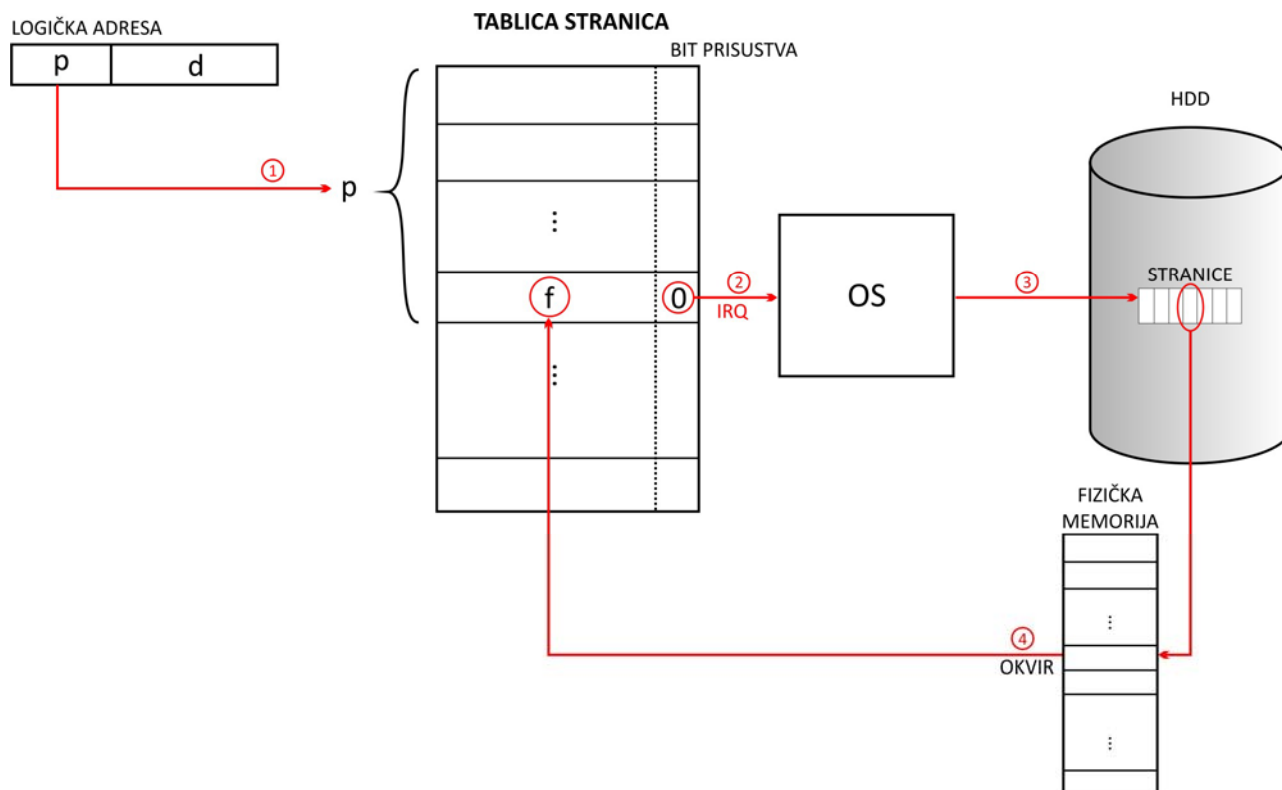 TABLICA STRANICA
LOGIČKA ADRESA
BIT PRISUSTVA
p d
HDD
①
p
⋮
STRANICE
f 0
②
IRQ
OS
③
⋮
FIZIČKA
MEMORIJA
⋮
④
OKVIR
⋮